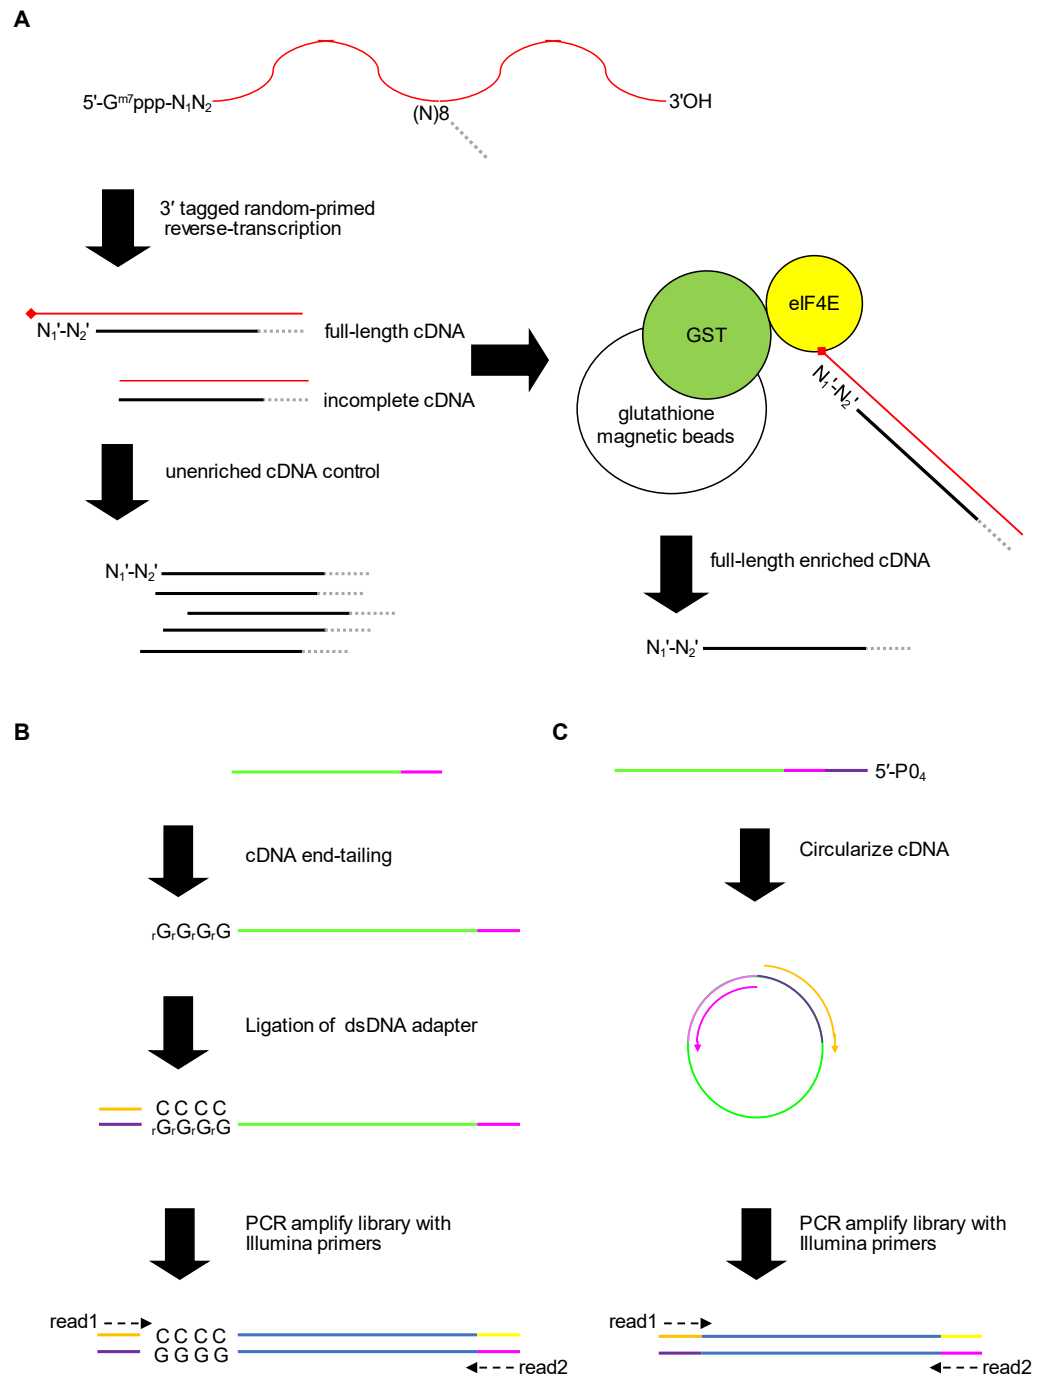 A
5'-Gm7ppp-N1N2
3'OH
(N)8
3′ tagged random-primed
reverse-transcription
N1'-N2'
full-length cDNA
incomplete cDNA
GST
eIF4E
glutathione
magnetic beads
N1'-N2'
unenriched cDNA control
N1'-N2'
full-length enriched cDNA
N1'-N2'
B
C
5′-P04
cDNA end-tailing
Circularize cDNA
rGrGrGrG
Ligation of dsDNA adapter
C C C C
rGrGrGrG
PCR amplify library with
Illumina primers
PCR amplify library with
Illumina primers
read1
C C C C
G G G G
read2
read1
read2